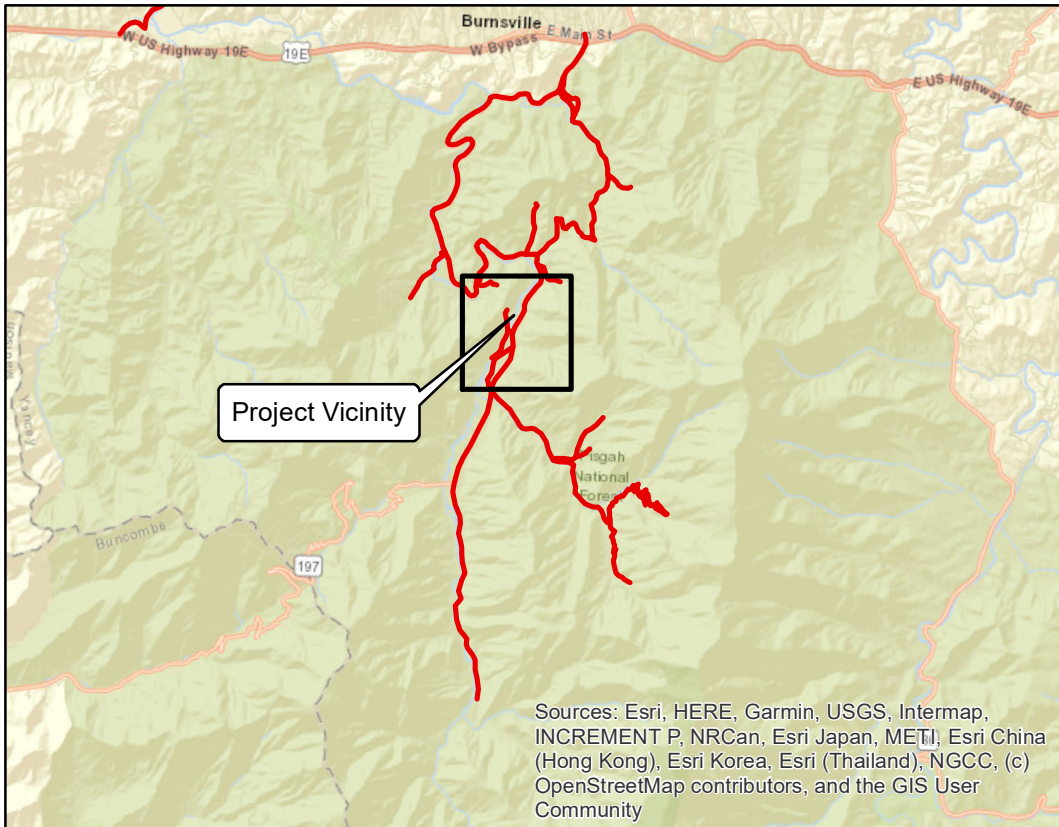 Burnsville
E Main St
W Bypass
W US Highway 19E
19E
E US Highway 19E
Project Vicinity
Pisgah
National
Forest
Yancey
Buncombe
197
Sources: Esri, HERE, Garmin, USGS, Intermap,
INCREMENT P, NRCan, Esri Japan, METI, Esri China
(Hong Kong), Esri Korea, Esri (Thailand), NGCC, (c)
OpenStreetMap contributors, and the GIS User
Community